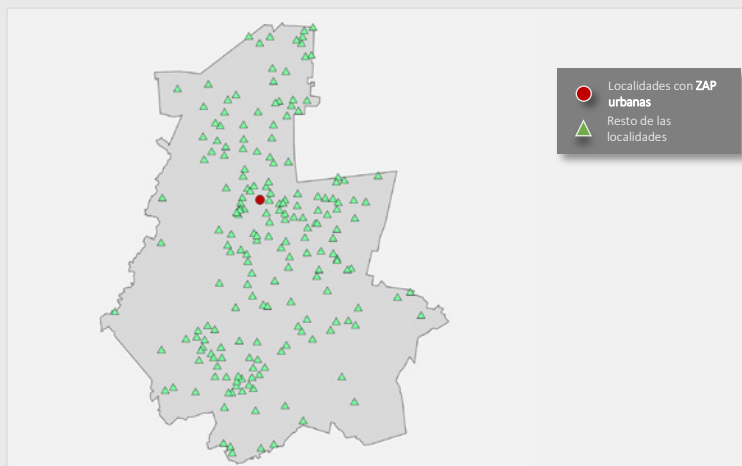 Localidades con ZAP
urbanas
Resto de las
localidades